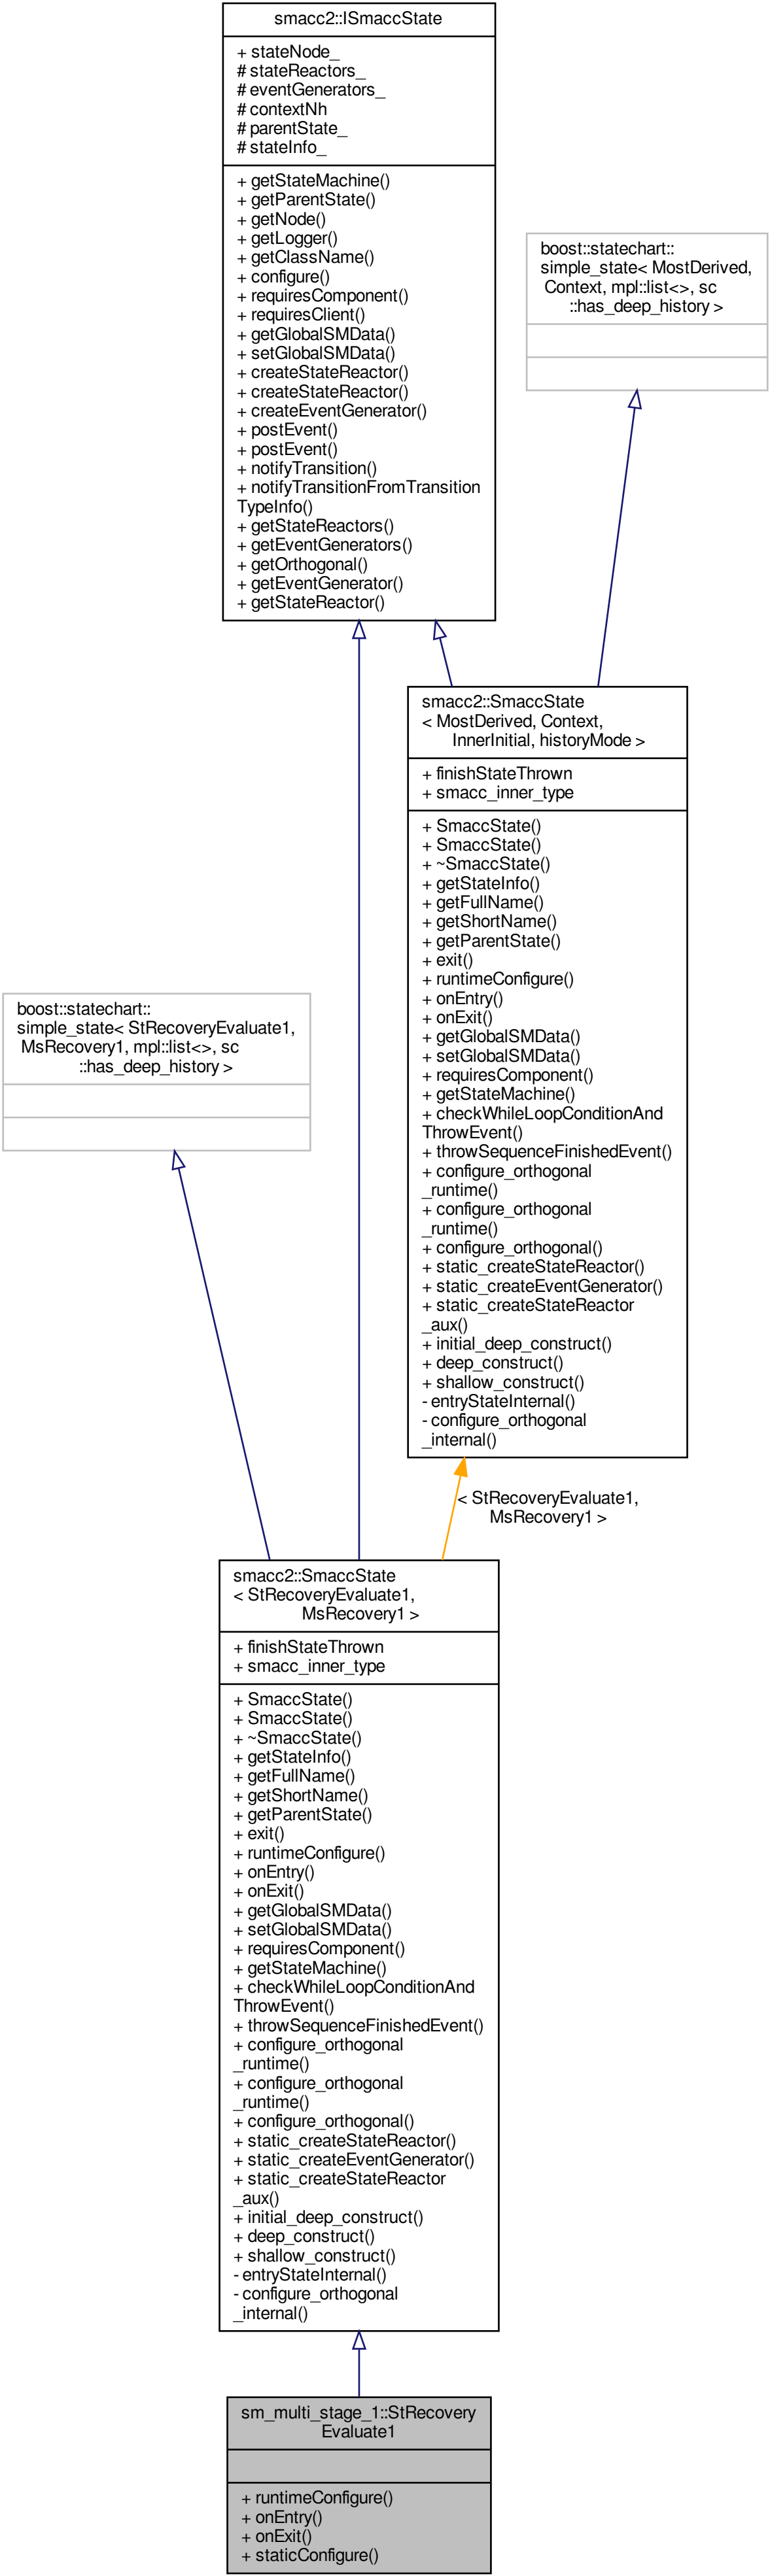 smacc2::ISmaccState
+ stateNode_
# stateReactors_
# eventGenerators_
# contextNh
# parentState_
# stateInfo_
+ getStateMachine()
+ getParentState()
+ getNode()
+ getLogger()
+ getClassName()
+ configure()
+ requiresComponent()
+ requiresClient()
+ getGlobalSMData()
+ setGlobalSMData()
+ createStateReactor()
+ createStateReactor()
+ createEventGenerator()
+ postEvent()
+ postEvent()
+ notifyTransition()
+ notifyTransitionFromTransition
TypeInfo()
+ getStateReactors()
+ getEventGenerators()
+ getOrthogonal()
+ getEventGenerator()
+ getStateReactor()
boost::statechart::
simple_state< MostDerived,
Context, mpl::list<>, sc
::has_deep_history >
smacc2::SmaccState
< MostDerived, Context,
InnerInitial, historyMode >
+ finishStateThrown
+ smacc_inner_type
+ SmaccState()
+ SmaccState()
+ ~SmaccState()
+ getStateInfo()
+ getFullName()
+ getShortName()
+ getParentState()
+ exit()
+ runtimeConfigure()
+ onEntry()
+ onExit()
+ getGlobalSMData()
+ setGlobalSMData()
+ requiresComponent()
+ getStateMachine()
+ checkWhileLoopConditionAnd
ThrowEvent()
+ throwSequenceFinishedEvent()
+ configure_orthogonal
_runtime()
+ configure_orthogonal
_runtime()
+ configure_orthogonal()
+ static_createStateReactor()
+ static_createEventGenerator()
+ static_createStateReactor
_aux()
+ initial_deep_construct()
+ deep_construct()
+ shallow_construct()
- entryStateInternal()
- configure_orthogonal
_internal()
boost::statechart::
simple_state< StRecoveryEvaluate1,
MsRecovery1, mpl::list<>, sc
::has_deep_history >
< StRecoveryEvaluate1,
MsRecovery1 >
smacc2::SmaccState
< StRecoveryEvaluate1,
MsRecovery1 >
+ finishStateThrown
+ smacc_inner_type
+ SmaccState()
+ SmaccState()
+ ~SmaccState()
+ getStateInfo()
+ getFullName()
+ getShortName()
+ getParentState()
+ exit()
+ runtimeConfigure()
+ onEntry()
+ onExit()
+ getGlobalSMData()
+ setGlobalSMData()
+ requiresComponent()
+ getStateMachine()
+ checkWhileLoopConditionAnd
ThrowEvent()
+ throwSequenceFinishedEvent()
+ configure_orthogonal
_runtime()
+ configure_orthogonal
_runtime()
+ configure_orthogonal()
+ static_createStateReactor()
+ static_createEventGenerator()
+ static_createStateReactor
_aux()
+ initial_deep_construct()
+ deep_construct()
+ shallow_construct()
- entryStateInternal()
- configure_orthogonal
_internal()
sm_multi_stage_1::StRecovery
Evaluate1
+ runtimeConfigure()
+ onEntry()
+ onExit()
+ staticConfigure()